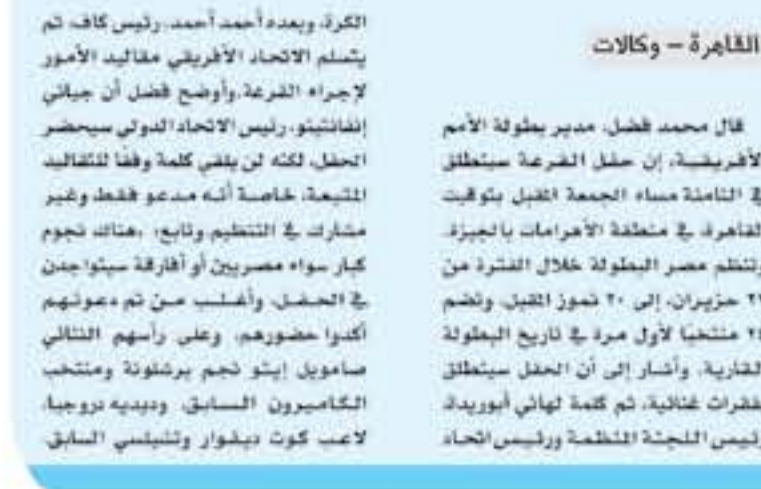 القاهرة – وكالات
قال محمد فضل، مدير بطولة الأمم
الأفريقية، إن حفل القرعة سينطلق
في الثامنة مساء الجمعة المقبل بتوقيت
القاهرة، في منطقة الأهرامات بالجيزة.
وتنظم مصر البطولة خلال الفترة من
حزيران، إلى ٢٠ تموز المقبل، وتضم
منتخبًا لأول مرة في تاريخ البطولة
القارية، وأشار إلى أن الحفل سينطلق
بفقرات غنائية، ثم كلمة لهاني أبوريدة،
رئيس اللجنة المنظمة ورئيس اتحاد
الكرة، وبعده أحمد أحمد، رئيس كاف، ثم
يتسلم الاتحاد الأفريقي مقاليد الأمور
لإجراء القرعة.وأوضح فضل أن جياني
إنفانتينو، رئيس الاتحاد الدولي سيحضر
الحفل، لكنه لن يلقي كلمة وفقًا للتقاليد
المتبعة، خاصة أنه مدعو فقط وغير
مشارك في التنظيم وتابع: ،هناك نجوم
كبار سواء مصريين أو أفارقة سيتواجدن
في الحفل، وأغلب من تم دعوتهم
أكدوا حضورهم، وعلى رأسهم الثنائي
صامويل إيتو نجم برشلونة ومنتخب
الكاميرون السابق، وديديه دروجبا،
لاعب كوت ديفوار وتشيلسي السابق.